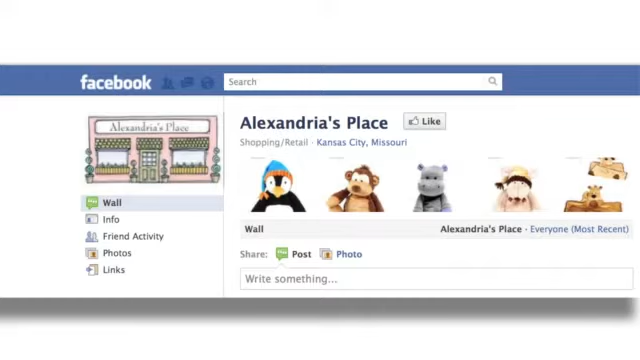 facebook
Search
Alexandria's Place
Alexandria's Place
Like
Shopping/Retail · Kansas City, Missouri
Wall
Info
Friend Activity
Photos
Links
Wall
Alexandria's Place · Everyone (Most Recent)
Share: Post Photo
Write something...